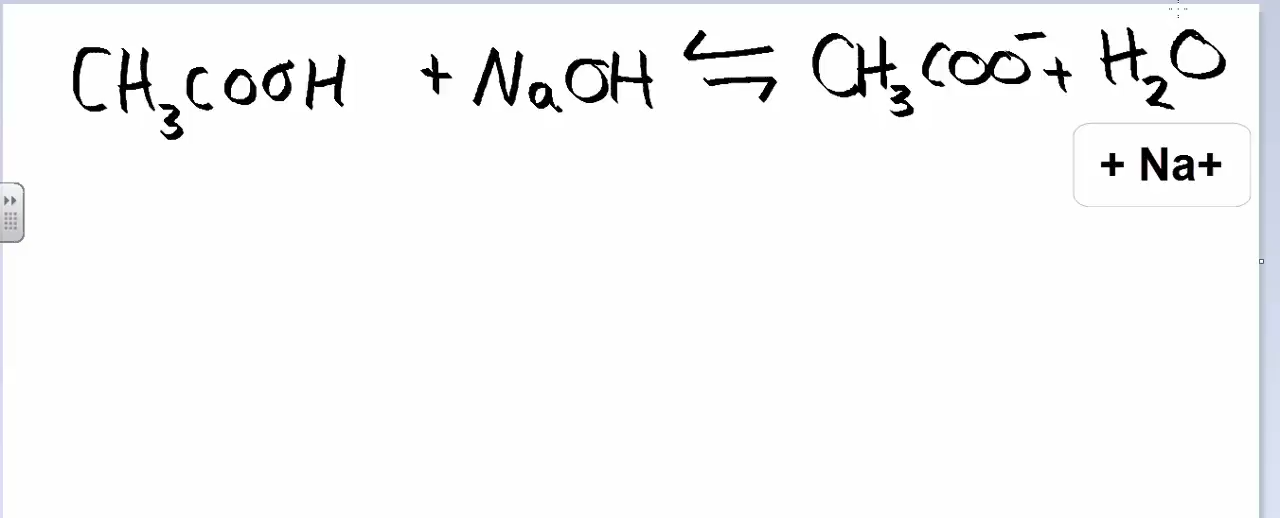 CH₃COOH + NaOH ⇌ CH₃COO⁻ + H₂O
+ Na+